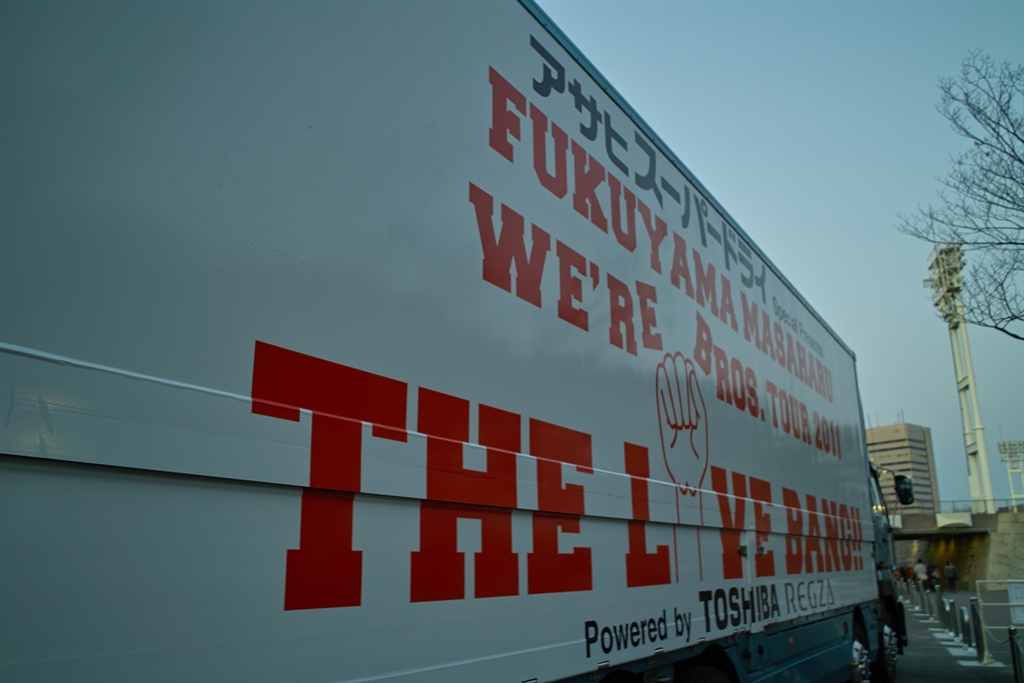 アサヒスーパードライ Special Presents
FUKUYAMA MASAHARU
WE'RE BROS. TOUR 2011
THE LIVE BANG!!
Powered by TOSHIBA REGZA